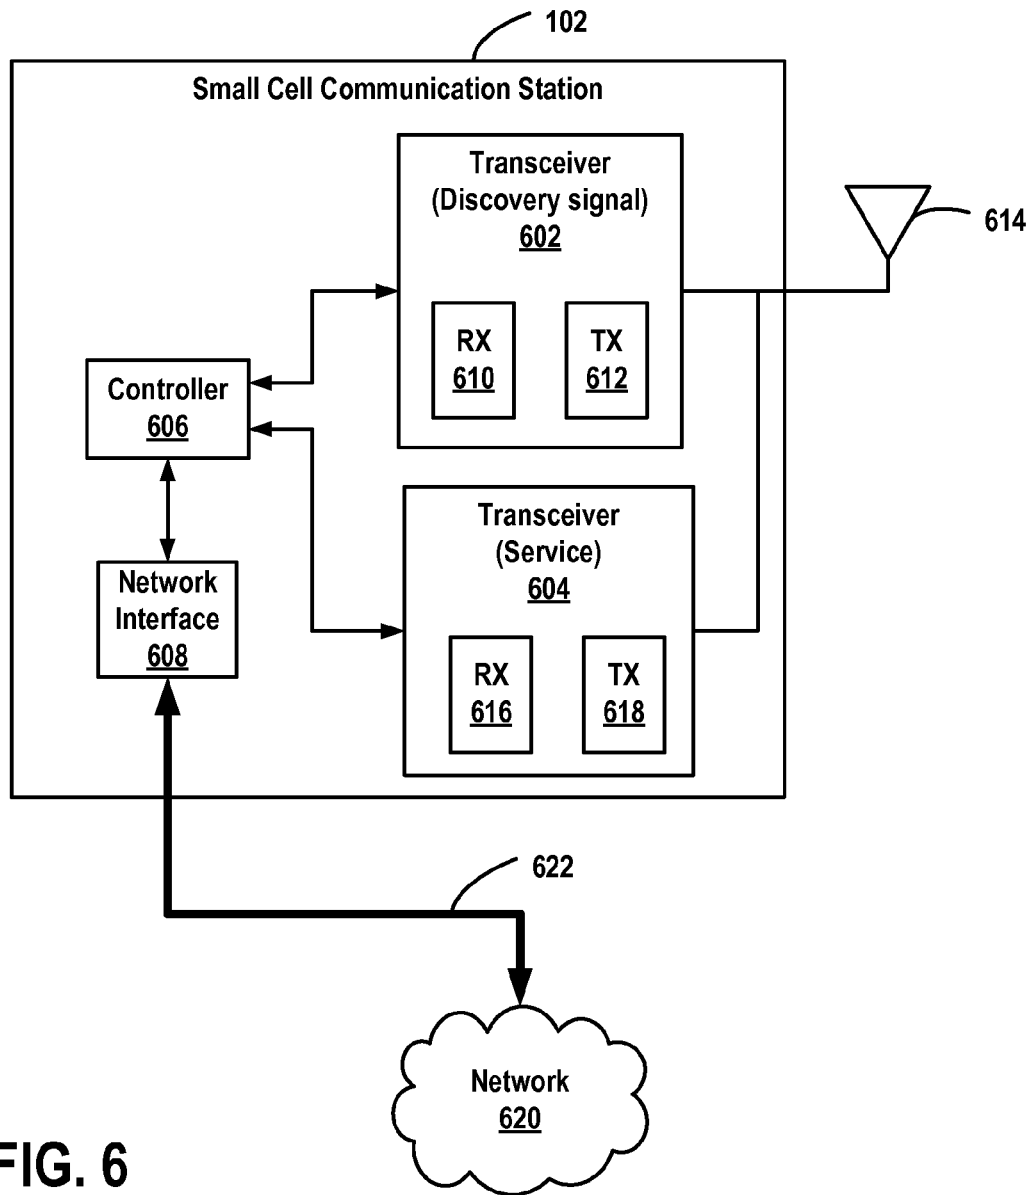 102
Small Cell Communication Station
Transceiver
(Discovery signal)
602
614
RX
610
TX
612
Controller
606
Transceiver
(Service)
604
Network
Interface
608
RX
616
TX
618
622
Network
620
FIG. 6